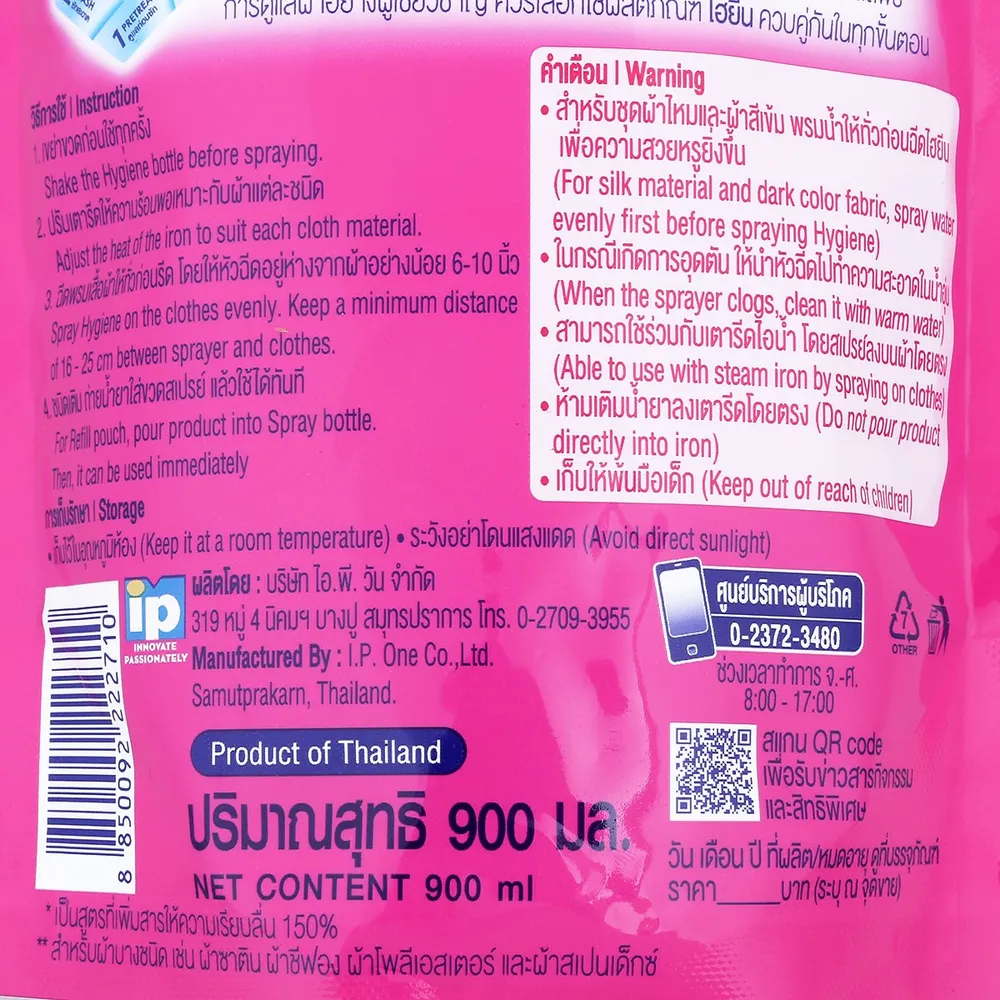 1 PRETREAT
การดูแลผ้าอย่างผู้เชี่ยวชาญ ควรเลือกใช้ผลิตภัณฑ์ ไฮยีน ควบคู่กันในทุกขั้นตอน
วิธีการใช้ | Instruction
1. เขย่าขวดก่อนใช้ทุกครั้ง
Shake the Hygiene bottle before spraying.
2. ปรับเตารีดให้ความร้อนพอเหมาะกับผ้าแต่ละชนิด
Adjust the heat of the iron to suit each cloth material.
3. ฉีดพรมเสื้อผ้าให้ทั่วก่อนรีด โดยให้หัวฉีดอยู่ห่างจากผ้าอย่างน้อย 6-10 นิ้ว
Spray Hygiene on the clothes evenly. Keep a minimum distance
of 16 - 25 cm between sprayer and clothes.
4. ชนิดเติม ถ่ายน้ำยาใส่ขวดสเปรย์ แล้วใช้ได้ทันที
For Refill pouch, pour product into Spray bottle.
Then, it can be used immediately
คำเตือน | Warning
• สำหรับชุดผ้าไหมและผ้าสีเข้ม พรมน้ำให้ทั่วก่อนฉีดไฮยีน
เพื่อความสวยหรูยิ่งขึ้น
(For silk material and dark color fabric, spray water
evenly first before spraying Hygiene)
• ในกรณีเกิดการอุดตัน ให้นำหัวฉีดไปทำความสะอาดในน้ำอุ่น
(When the sprayer clogs, clean it with warm water)
• สามารถใช้ร่วมกับเตารีดไอน้ำ โดยสเปรย์ลงบนผ้าโดยตรง
(Able to use with steam iron by spraying on clothes)
• ห้ามเติมน้ำยาลงเตารีดโดยตรง (Do not pour product
directly into iron)
• เก็บให้พ้นมือเด็ก (Keep out of reach of children)
การเก็บรักษา | Storage
• เก็บไว้ในอุณหภูมิห้อง (Keep it at a room temperature) • ระวังอย่าโดนแสงแดด (Avoid direct sunlight)
ip
INNOVATE
PASSIONATELY
ผลิตโดย : บริษัท ไอ.พี. วัน จำกัด
319 หมู่ 4 นิคมฯ บางปู สมุทรปราการ โทร. 0-2709-3955
Manufactured By : I.P. One Co.,Ltd.
Samutprakarn, Thailand.
ศูนย์บริการผู้บริโภค
0-2372-3480
ช่วงเวลาทำการ จ.-ศ.
8:00 - 17:00
7
OTHER
Product of Thailand
สแกน QR code
เพื่อรับข่าวสารกิจกรรม
และสิทธิพิเศษ
8 850092 222710
ปริมาณสุทธิ 900 มล.
NET CONTENT 900 ml
วัน เดือน ปี ที่ผลิต/หมดอายุ ดูที่บรรจุภัณฑ์
ราคา_____บาท (ระบุ ณ จุดขาย)
* เป็นสูตรที่เพิ่มสารให้ความเรียบลื่น 150%
** สำหรับผ้าบางชนิด เช่น ผ้าซาติน ผ้าชีฟอง ผ้าโพลีเอสเตอร์ และผ้าสเปนเด็กซ์